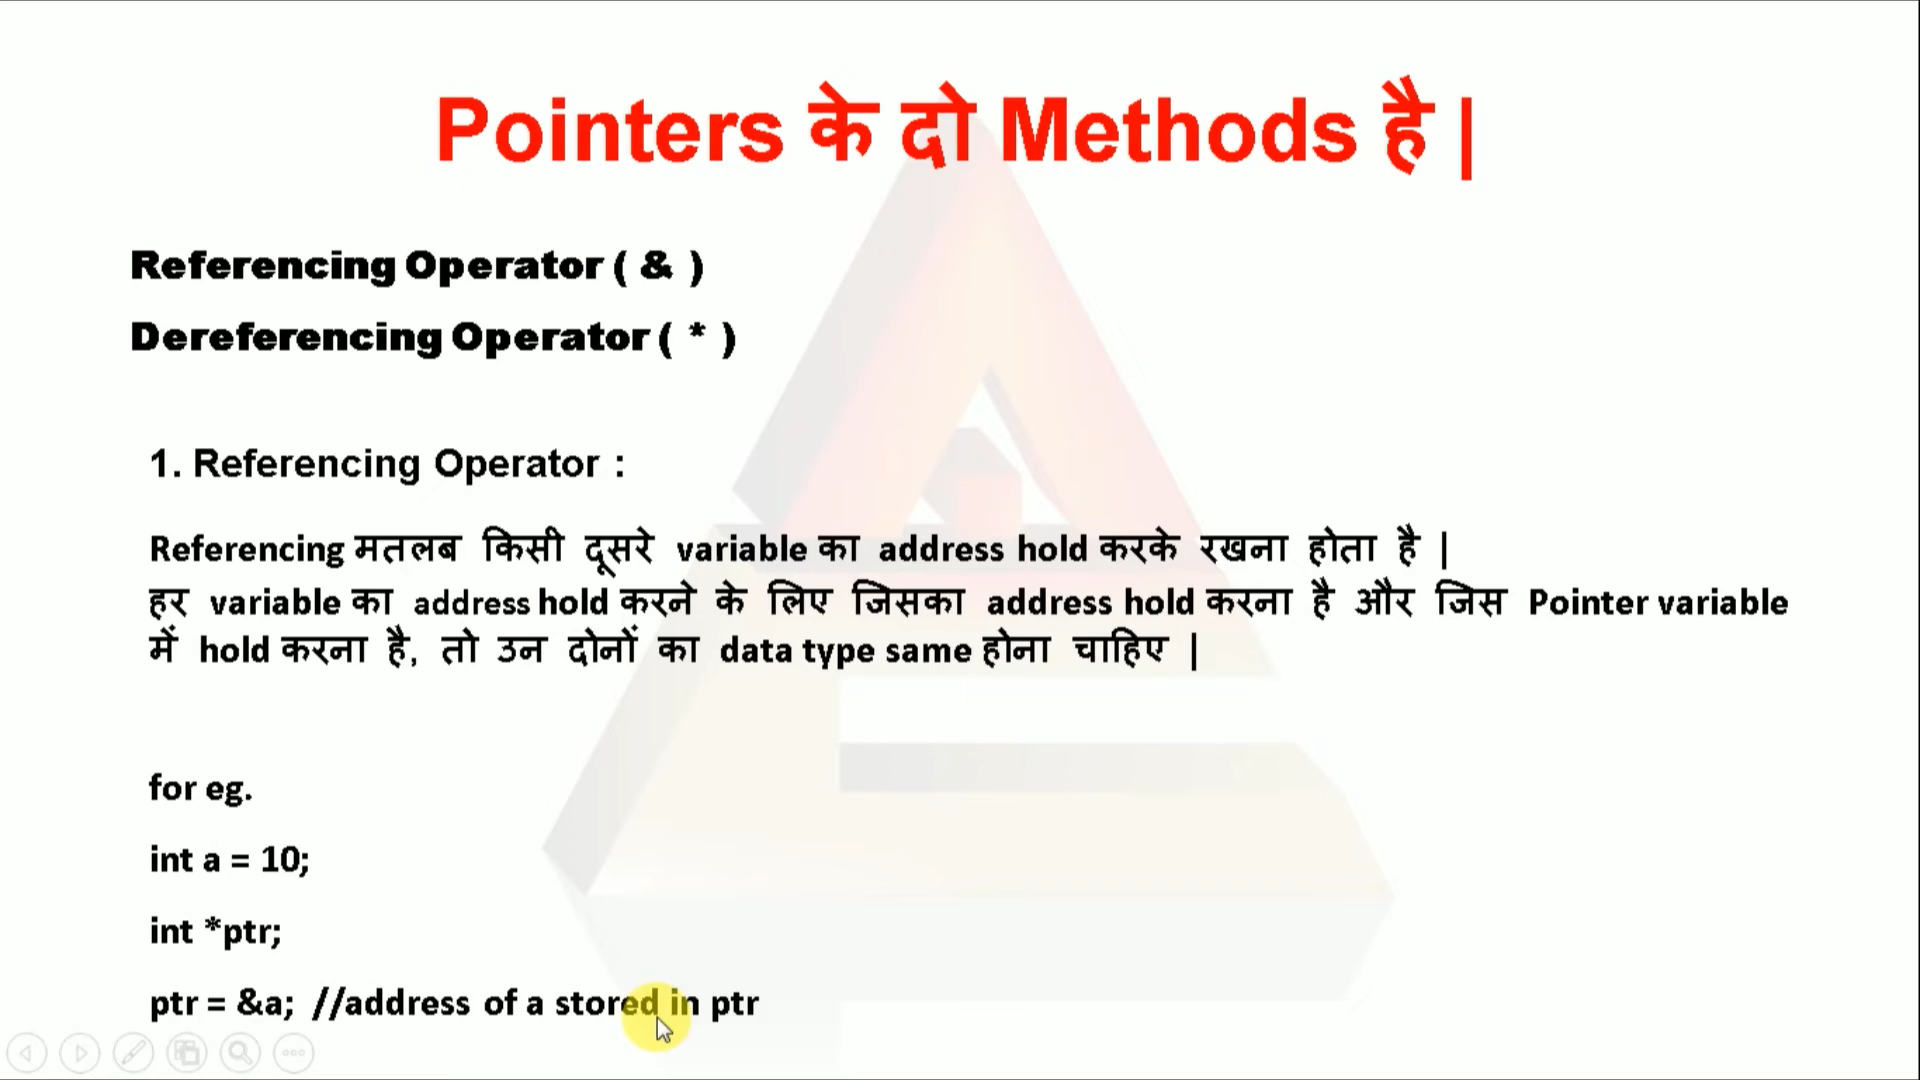 Pointers के दो Methods है |
Referencing Operator ( & )
Dereferencing Operator ( * )
1. Referencing Operator :
Referencing मतलब किसी दूसरे variable का address hold करके रखना होता है |
हर variable का address hold करने के लिए जिसका address hold करना है और जिस Pointer variable
में hold करना है, तो उन दोनों का data type same होना चाहिए |
for eg.
int a = 10;
int *ptr;
ptr = &a; //address of a stored in ptr